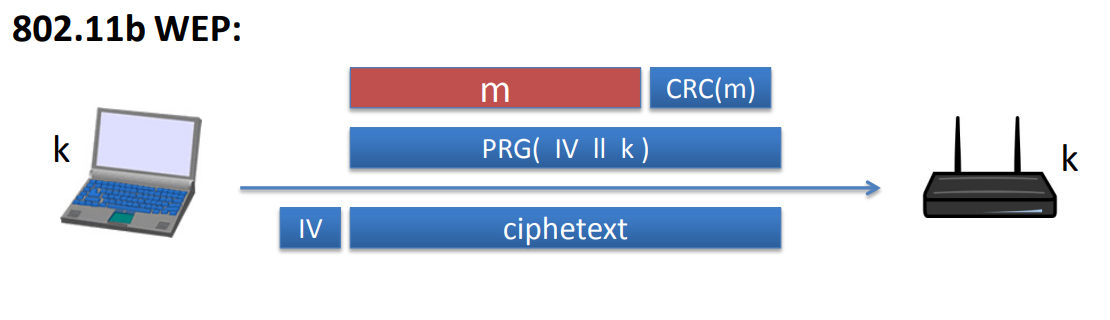 802.11b WEP:
m
CRC(m)
k
PRG( IV ll k )
k
IV
ciphetext